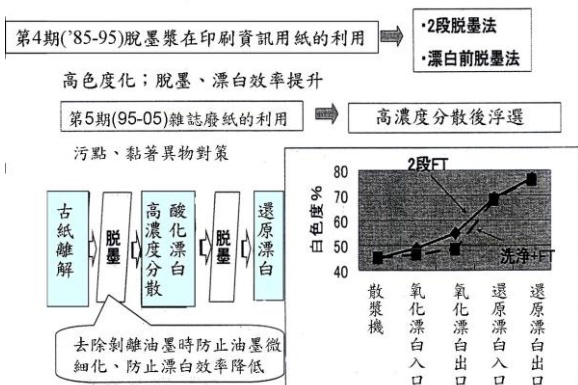 第4期('85-95)脫墨漿在印刷資訊用紙的利用
•2段脫墨法
•漂白前脫墨法
高色度化；脫墨、漂白效率提升
第5期(95-05)雜誌廢紙的利用
高濃度分散後浮選
污點、黏著異物對策
古紙離解
脫墨
酸化漂白
高濃度分散
脫墨
還原漂白
去除剝離油墨時防止油墨微
細化、防止漂白效率降低
白色度%
80
70
60
50
40
2段FT
洗浄+FT
散漿機
氧化漂白入口
氧化漂白出口
還原漂白入口
還原漂白出口